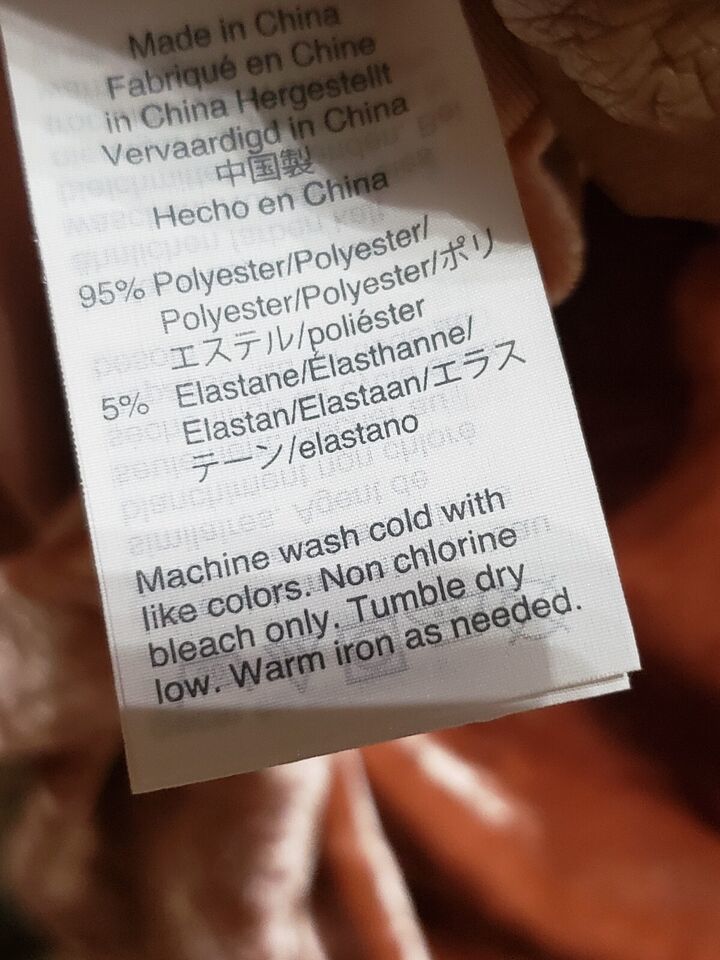 Made in China
Fabriqué en Chine
in China Hergestellt
Vervaardigd in China
中国製
Hecho en China
95% Polyester/Polyester/
Polyester/Polyester/ポリ
エステル/poliéster
5% Elastane/Élasthanne/
Elastan/Elastaan/エラス
テーン/elastano
Machine wash cold with
like colors. Non chlorine
bleach only. Tumble dry
low. Warm iron as needed.